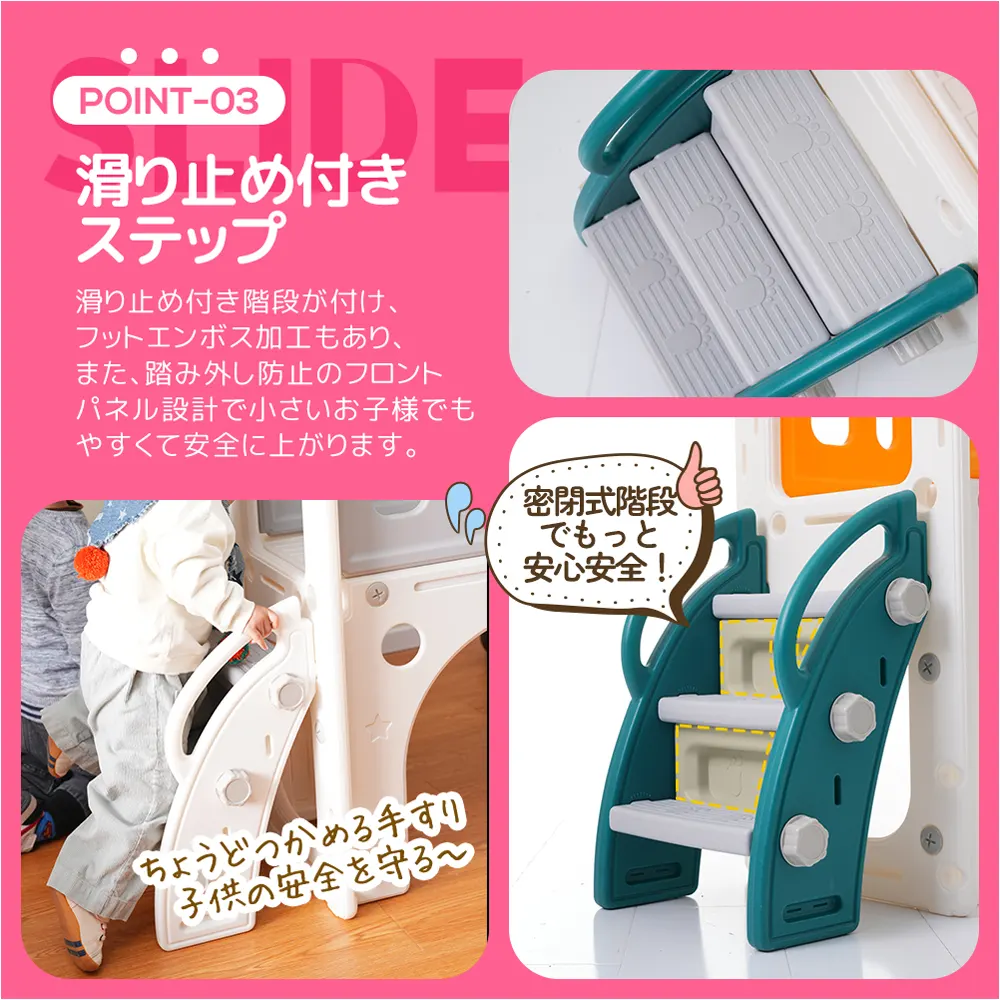 SLIDE
POINT-03
滑り止め付き
ステップ
滑り止め付き階段が付け、
フットエンボス加工もあり、
また、踏み外し防止のフロント
パネル設計で小さいお子様でも
やすくて安全に上がります。
密閉式階段
でもっと
安心安全!
ちょうどつかめる手すり
子供の安全を守る〜